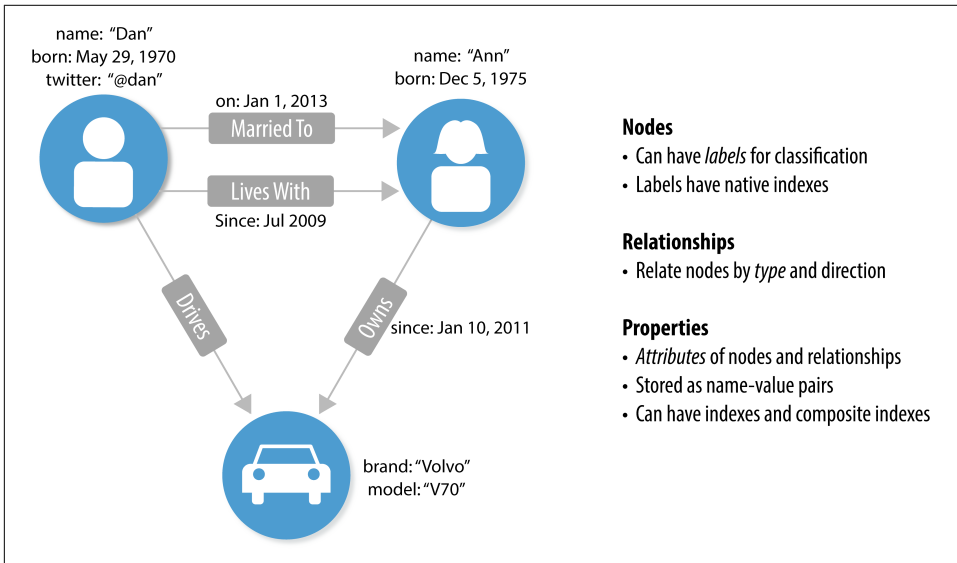 name: “Dan”
born: May 29, 1970
twitter: “@dan”
name: “Ann”
born: Dec 5, 1975
on: Jan 1, 2013
Married To
Lives With
Since: Jul 2009
Drives
Owns
since: Jan 10, 2011
brand: “Volvo”
model: “V70”
Nodes
• Can have labels for classification
• Labels have native indexes
Relationships
• Relate nodes by type and direction
Properties
• Attributes of nodes and relationships
• Stored as name-value pairs
• Can have indexes and composite indexes